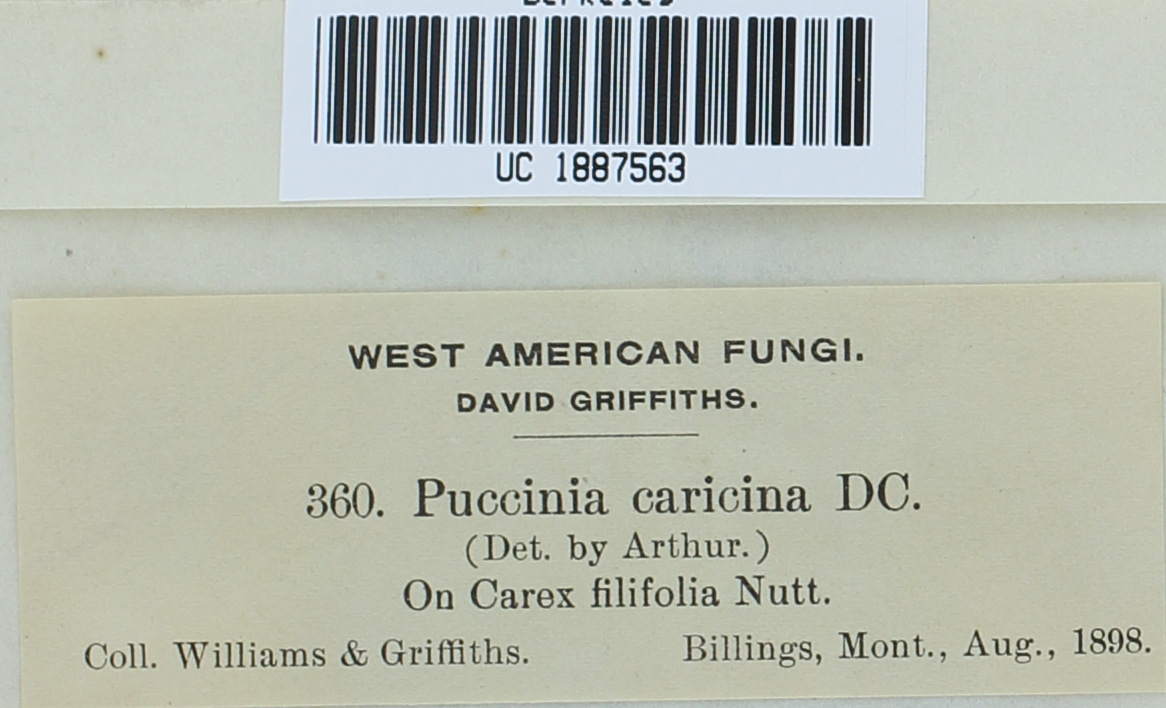 UC 1887563
WEST AMERICAN FUNGI.
DAVID GRIFFITHS.
360. Puccinia caricina DC.
(Det. by Arthur.)
On Carex filifolia Nutt.
Coll. Williams & Griffiths. Billings, Mont., Aug., 1898.